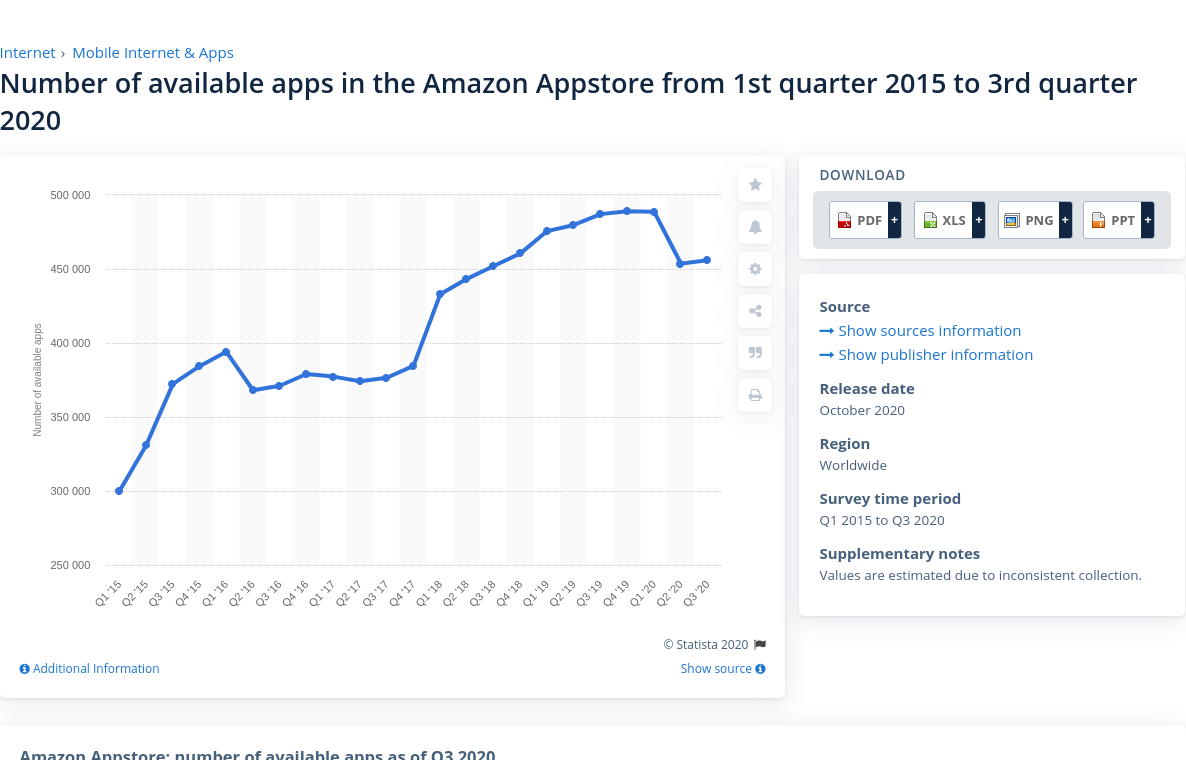 Internet › Mobile Internet & Apps
Number of available apps in the Amazon Appstore from 1st quarter 2015 to 3rd quarter
2020
500 000
450 000
400 000
350 000
300 000
250 000
Number of available apps
Q1 '15
Q2 '15
Q3 '15
Q4 '15
Q1 '16
Q2 '16
Q3 '16
Q4 '16
Q1 '17
Q2 '17
Q3 '17
Q4 '17
Q1 '18
Q2 '18
Q3 '18
Q4 '18
Q1 '19
Q2 '19
Q3 '19
Q4 '19
Q1 '20
Q2 '20
Q3 '20
© Statista 2020
Additional Information
Show source
DOWNLOAD
PDF +
XLS +
PNG +
PPT +
Source
Show sources information
Show publisher information
Release date
October 2020
Region
Worldwide
Survey time period
Q1 2015 to Q3 2020
Supplementary notes
Values are estimated due to inconsistent collection.
Amazon Appstore: number of available apps as of Q3 2020